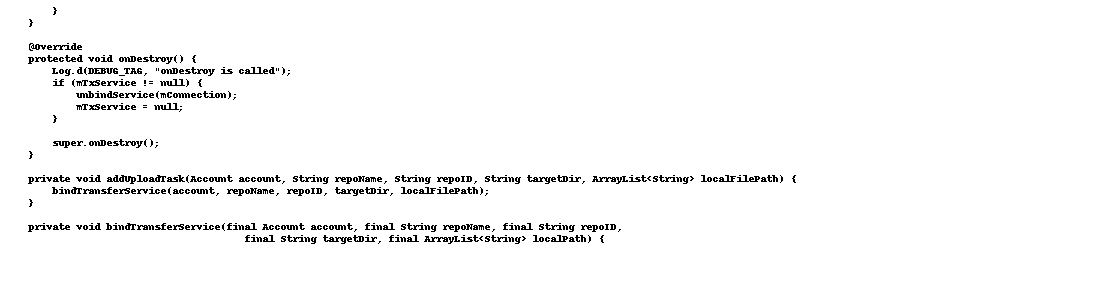 }
    }

    @Override
    protected void onDestroy() {
        Log.d(DEBUG_TAG, "onDestroy is called");
        if (mTxService != null) {
            unbindService(mConnection);
            mTxService = null;
        }

        super.onDestroy();
    }

    private void addUploadTask(Account account, String repoName, String repoID, String targetDir, ArrayList<String> localFilePath) {
        bindTransferService(account, repoName, repoID, targetDir, localFilePath);
    }

    private void bindTransferService(final Account account, final String repoName, final String repoID,
                                        final String targetDir, final ArrayList<String> localPath) {